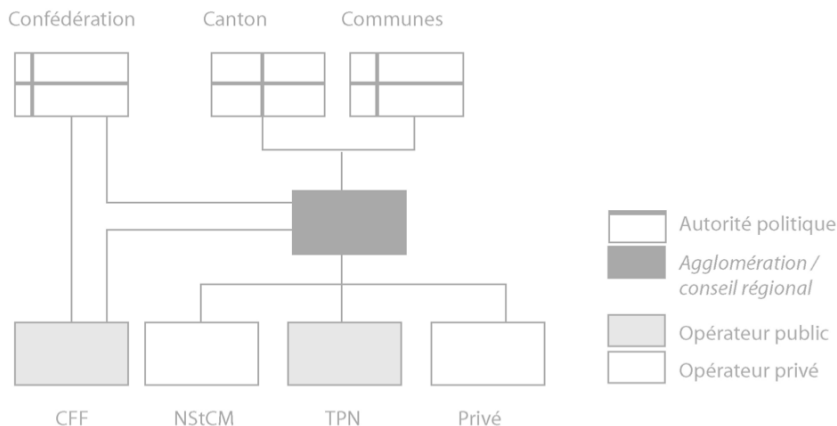 Confédération
Canton
Communes
Autorité politique
Agglomération /
conseil régional
Opérateur public
Opérateur privé
CFF
NStCM
TPN
Privé